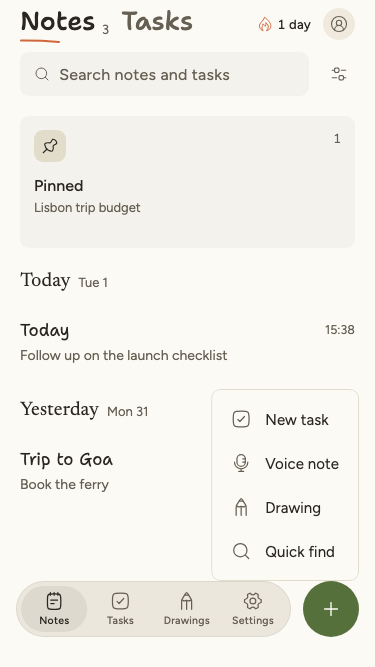 Notes 3 Tasks
1 day
Search notes and tasks
1
Pinned
Lisbon trip budget
Today Tue 1
Today 15:38
Follow up on the launch checklist
Yesterday Mon 31
Trip to Goa
Book the ferry
New task
Voice note
Drawing
Quick find
Notes Tasks Drawings Settings